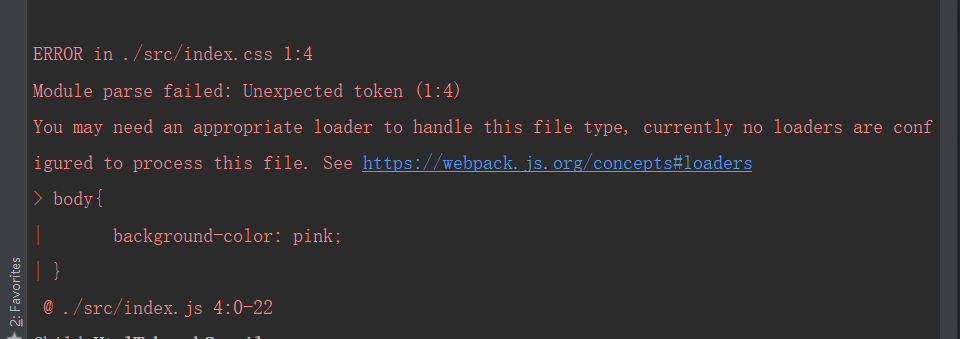 ERROR in ./src/index.css 1:4
Module parse failed: Unexpected token (1:4)
You may need an appropriate loader to handle this file type, currently no loaders are conf
igured to process this file. See https://webpack.js.org/concepts#loaders
> body{
|       background-color: pink;
| }
 @ ./src/index.js 4:0-22
2: Favorites